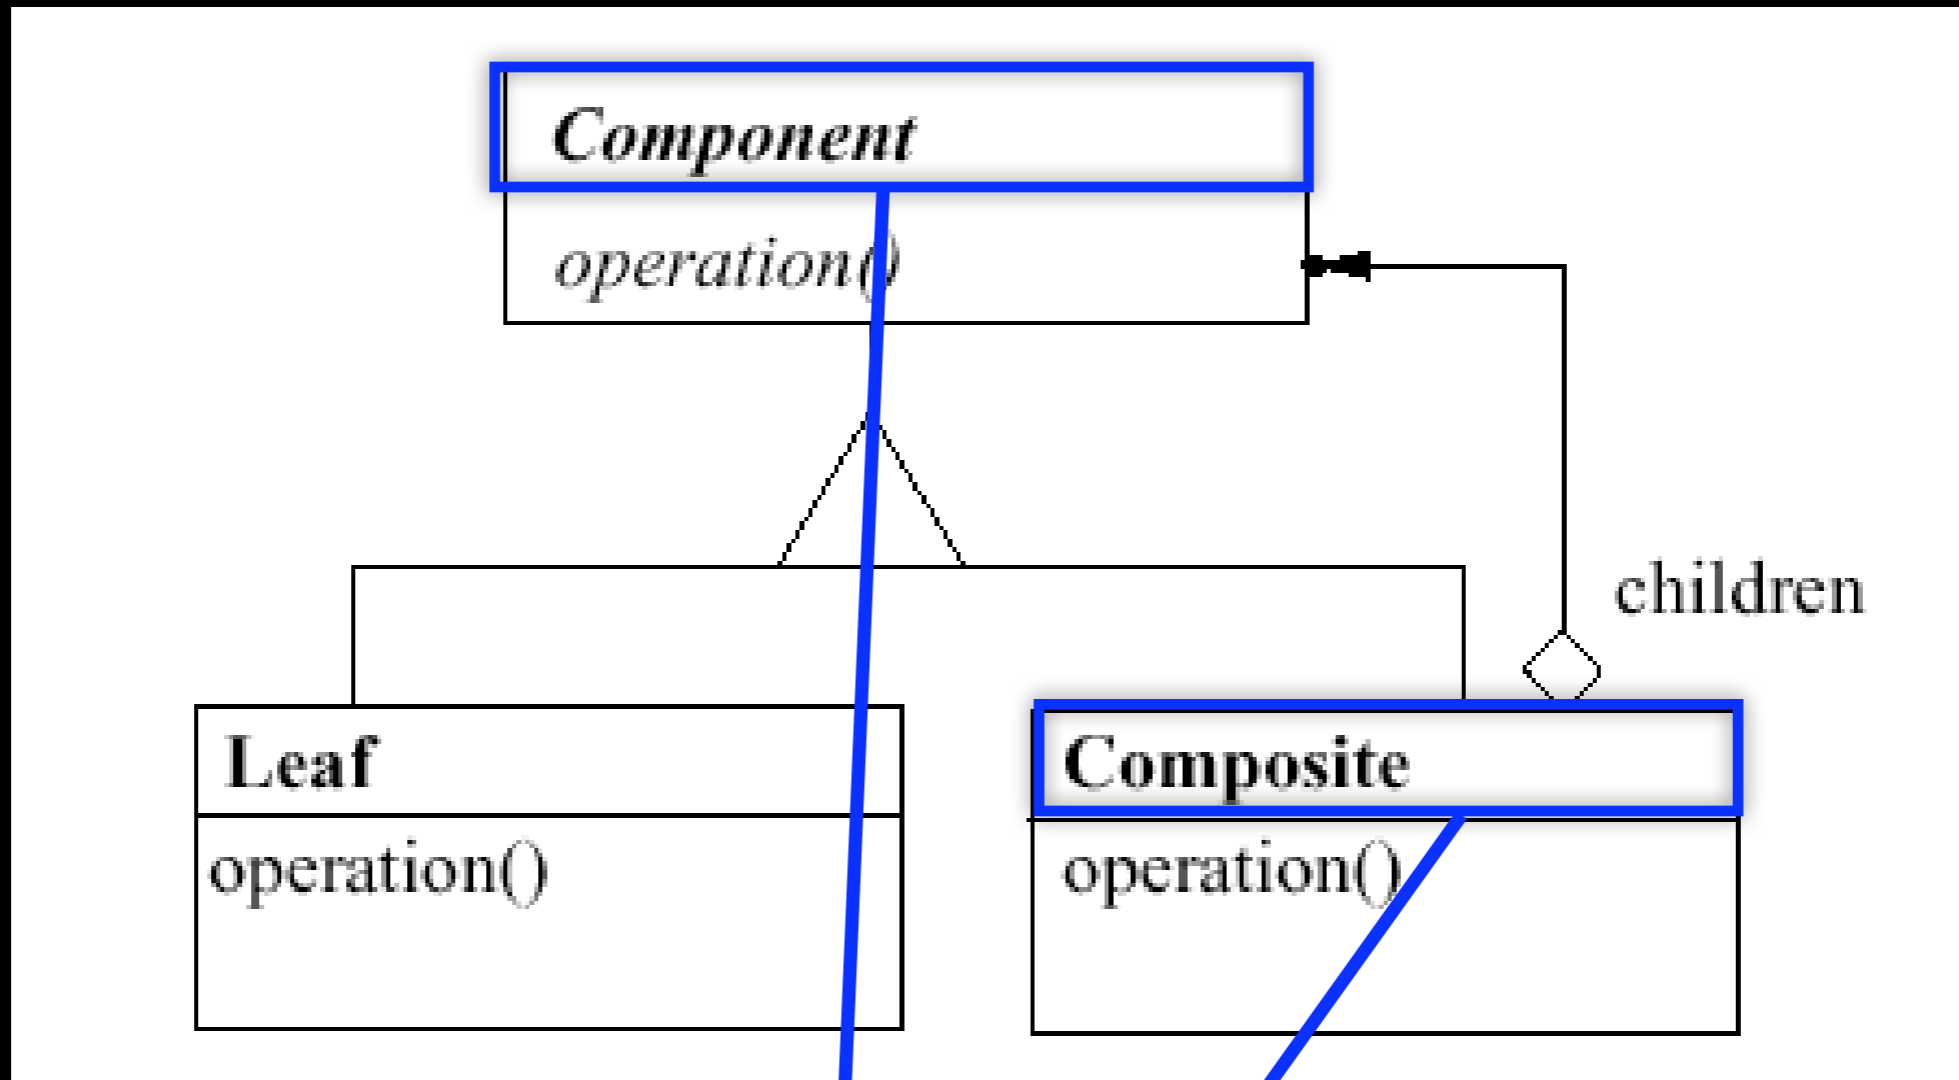 Component
operation()
children
Leaf
Composite
operation()
operation()